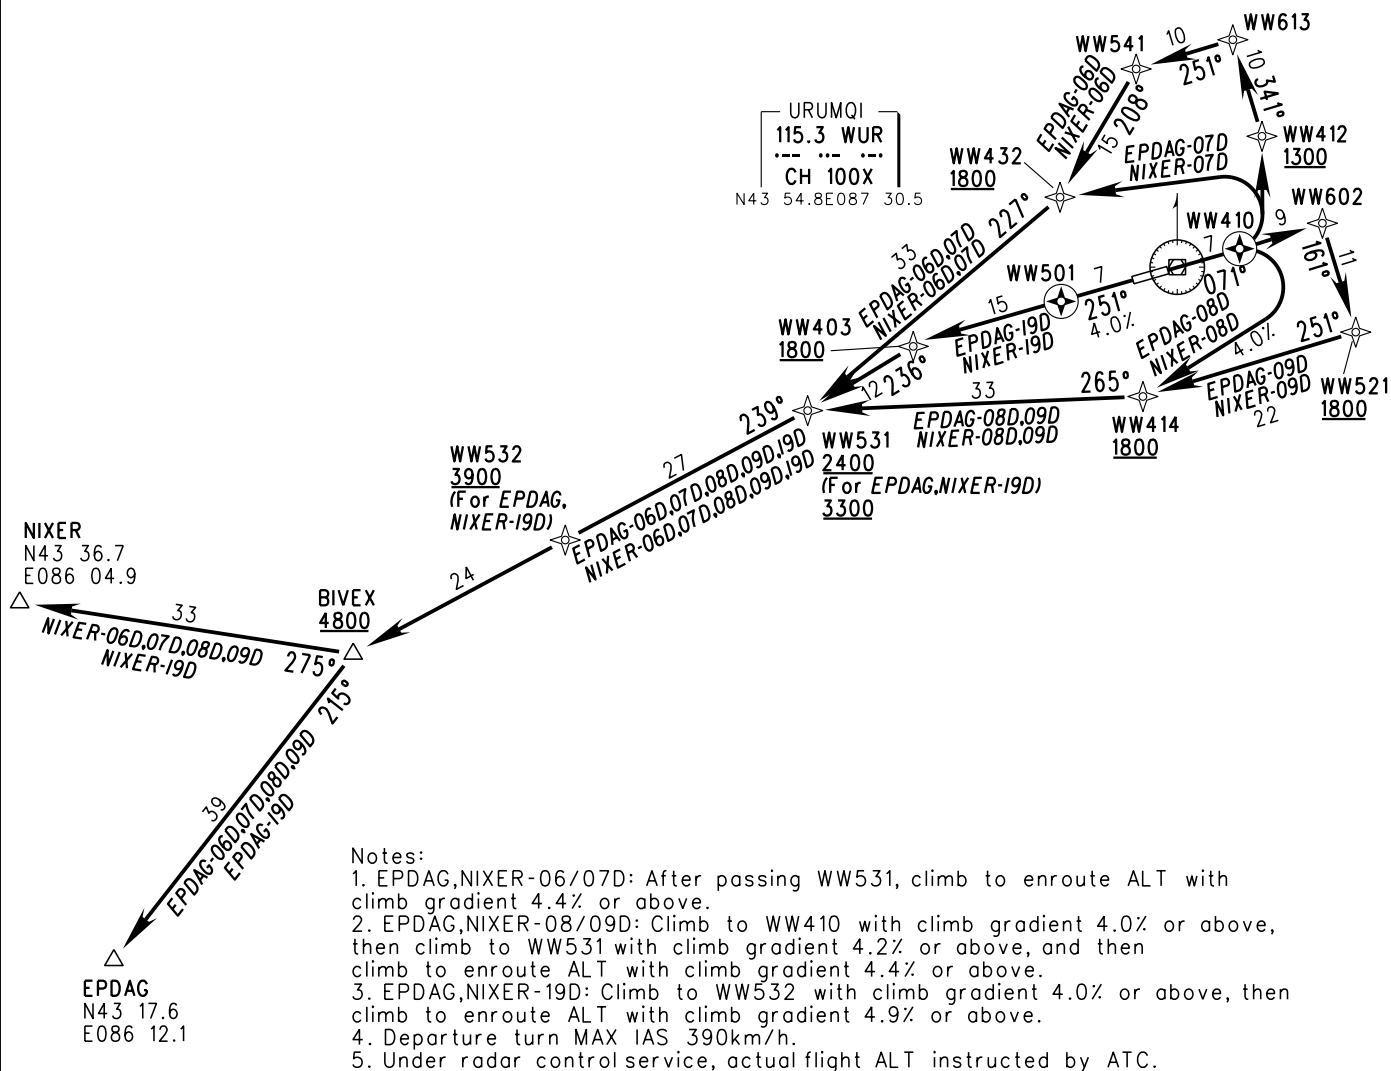 WW613
10
WW541
251°
10
341°
EPDAG-06D
NIXER-06D
15
208°
URUMQI
115.3 WUR
CH 100X
N43 54.8E087 30.5
WW432
1800
EPDAG-07D
NIXER-07D
WW412
1300
WW602
WW410
9
7
071°
161°
11
227°
33
EPDAG-06D,07D
NIXER-06D,07D
WW501
7
251°
4.0%
15
EPDAG-19D
NIXER-19D
WW403
1800
12
236°
EPDAG-08D
NIXER-08D
4.0%
251°
EPDAG-09D
NIXER-09D
22
WW521
1800
265°
33
EPDAG-08D,09D
NIXER-08D,09D
WW414
1800
239°
WW531
2400
(For EPDAG,NIXER-19D)
3300
WW532
3900
(For EPDAG,
NIXER-19D)
27
EPDAG-06D,07D,08D,09D,19D
NIXER-06D,07D,08D,09D,19D
24
NIXER
N43 36.7
E086 04.9
BIVEX
4800
33
NIXER-06D,07D,08D,09D
NIXER-19D
275°
215°
39
EPDAG-06D,07D,08D,09D
EPDAG-19D
EPDAG
N43 17.6
E086 12.1
Notes:
1. EPDAG,NIXER-06/07D: After passing WW531, climb to enroute ALT with
climb gradient 4.4% or above.
2. EPDAG,NIXER-08/09D: Climb to WW410 with climb gradient 4.0% or above,
then climb to WW531 with climb gradient 4.2% or above, and then
climb to enroute ALT with climb gradient 4.4% or above.
3. EPDAG,NIXER-19D: Climb to WW532 with climb gradient 4.0% or above, then
climb to enroute ALT with climb gradient 4.9% or above.
4. Departure turn MAX IAS 390km/h.
5. Under radar control service, actual flight ALT instructed by ATC.